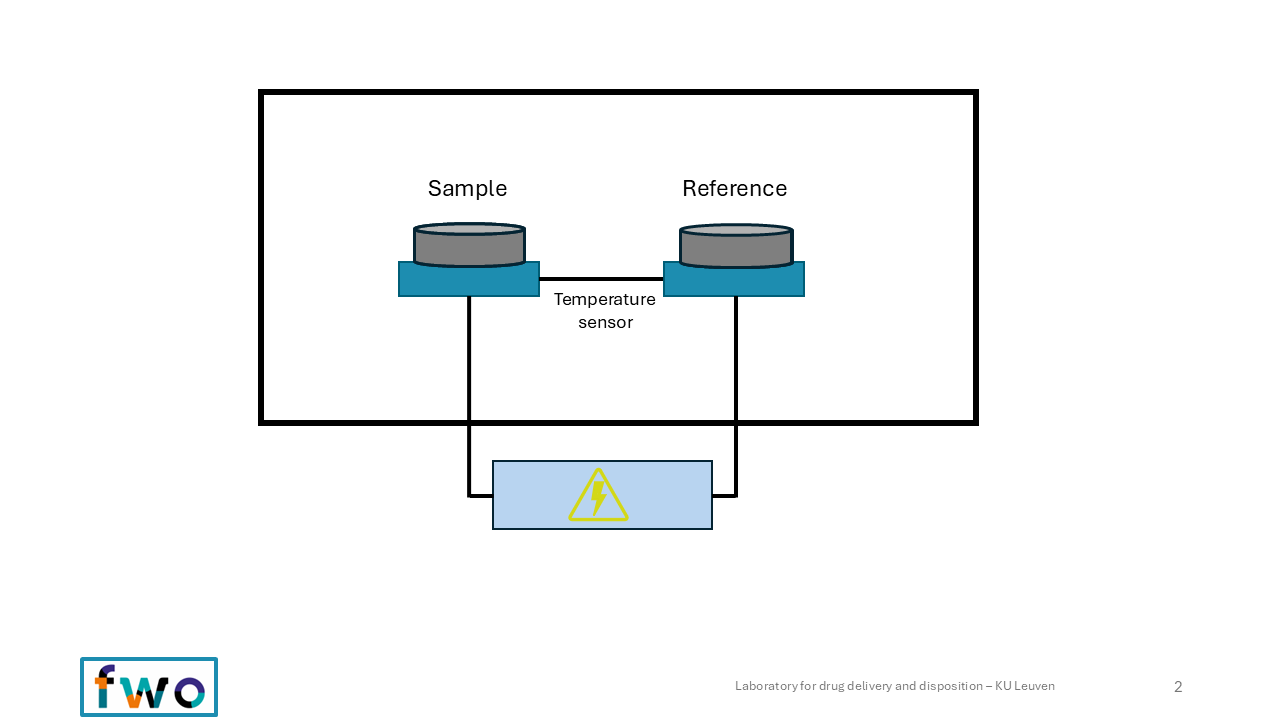 Sample
Reference
Temperature
sensor
fwo
Laboratory for drug delivery and disposition – KU Leuven
2